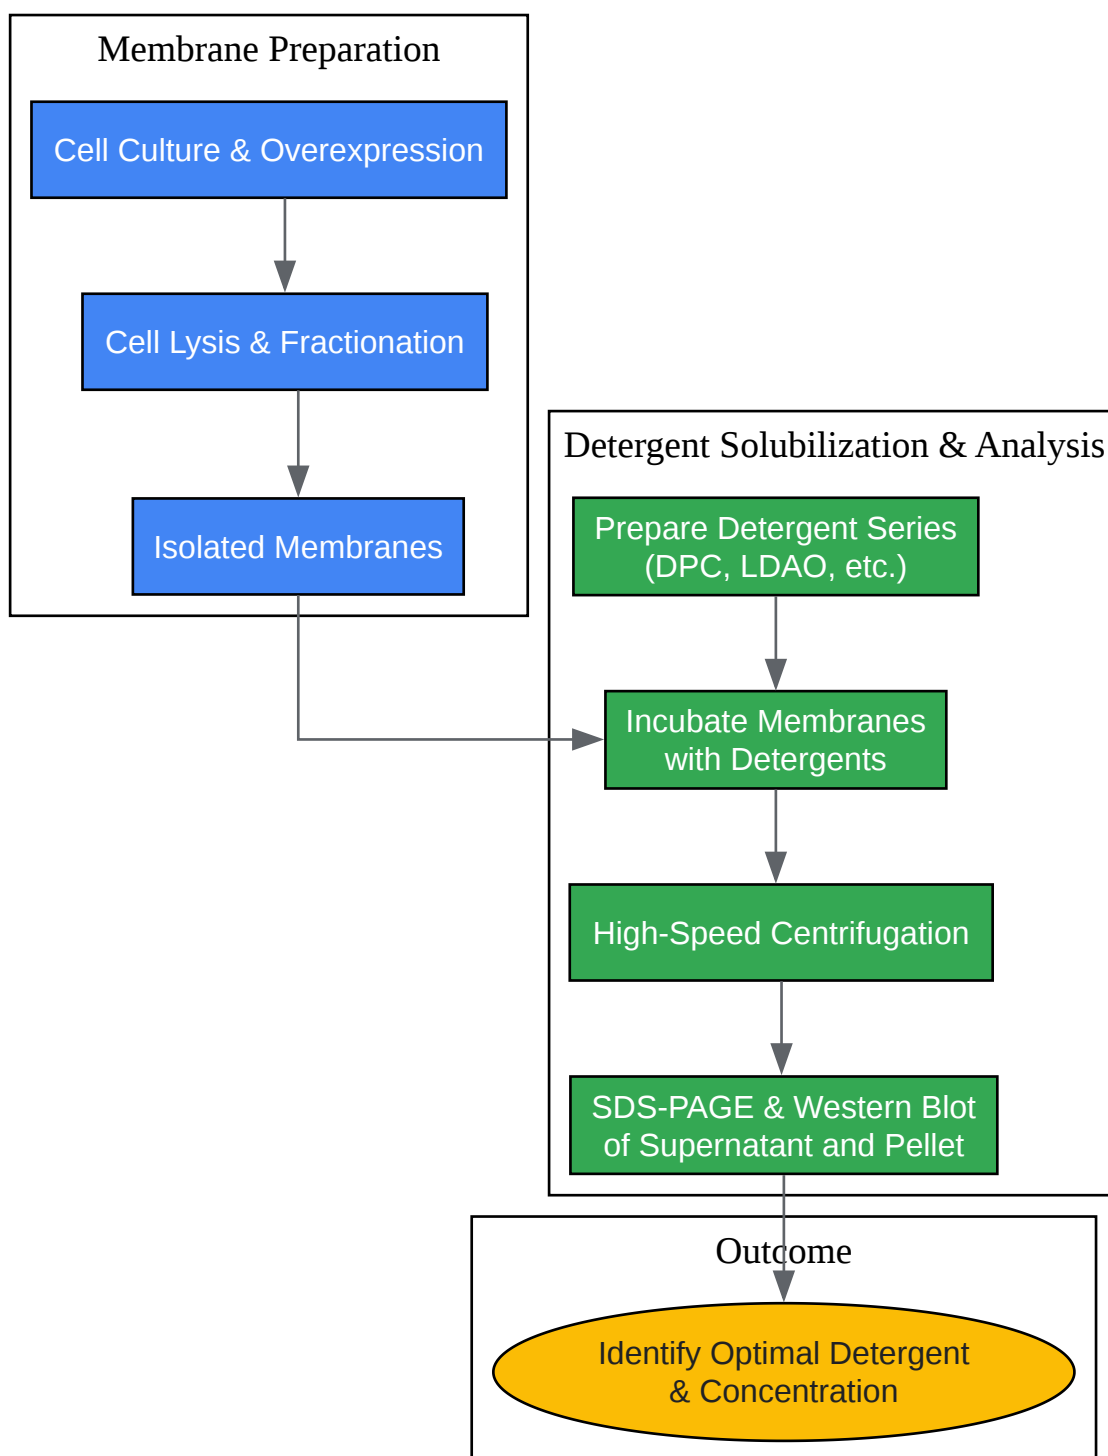 Membrane Preparation
Cell Culture & Overexpression
Cell Lysis & Fractionation
Isolated Membranes
Detergent Solubilization & Analysis
Prepare Detergent Series
(DPC, LDAO, etc.)
Incubate Membranes
with Detergents
High-Speed Centrifugation
SDS-PAGE & Western Blot
of Supernatant and Pellet
Outcome
Identify Optimal Detergent
& Concentration